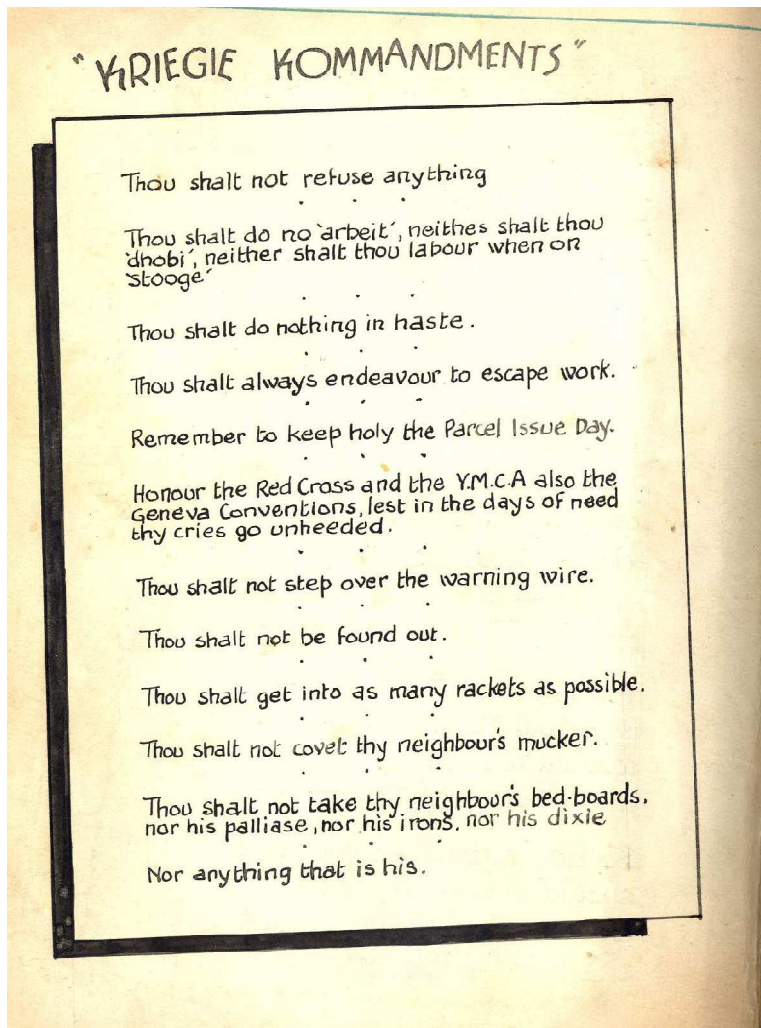 "KRIEGIE KOMMANDMENTS"
Thou shalt not refuse anything
Thou shalt do no 'arbeit', neithes shalt thou
'dhobi', neither shalt thou labour when on
'stooge'
Thou shalt do nothing in haste.
Thou shalt always endeavour to escape work.
Remember to keep holy the Parcel Issue Day.
Honour the Red Cross and the Y.M.C.A also the
Geneva Conventions, lest in the days of need
thy cries go unheeded.
Thou shalt not step over the warning wire.
Thou shalt not be found out.
Thou shall get into as many rackets as possible.
Thou shalt not covet thy neighbour's mucker.
Thou shalt not take thy neighbour's bed-boards,
nor his palliase, nor his irons, nor his dixie
Nor anything that is his.